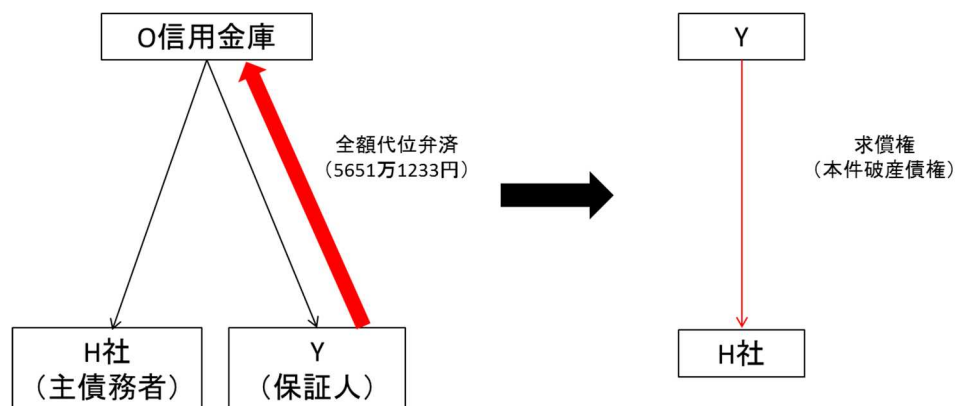 O信用金庫
全額代位弁済
（5651万1233円）
H社
（主債務者）
Y
（保証人）
Y
求償権
（本件破産債権）
H社